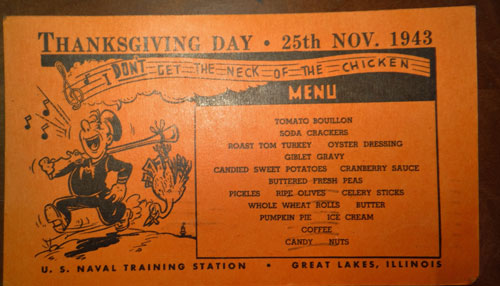 THANKSGIVING DAY • 25th NOV. 1943
I DON'T GET THE NECK OF THE CHICKEN
MENU
TOMATO BOUILLON
SODA CRACKERS
ROAST TOM TURKEY OYSTER DRESSING
GIBLET GRAVY
CANDIED SWEET POTATOES CRANBERRY SAUCE
BUTTERED FRESH PEAS
PICKLES RIPE OLIVES CELERY STICKS
WHOLE WHEAT ROLLS BUTTER
PUMPKIN PIE ICE CREAM
COFFEE
CANDY NUTS
U. S. NAVAL TRAINING STATION • GREAT LAKES, ILLINOIS